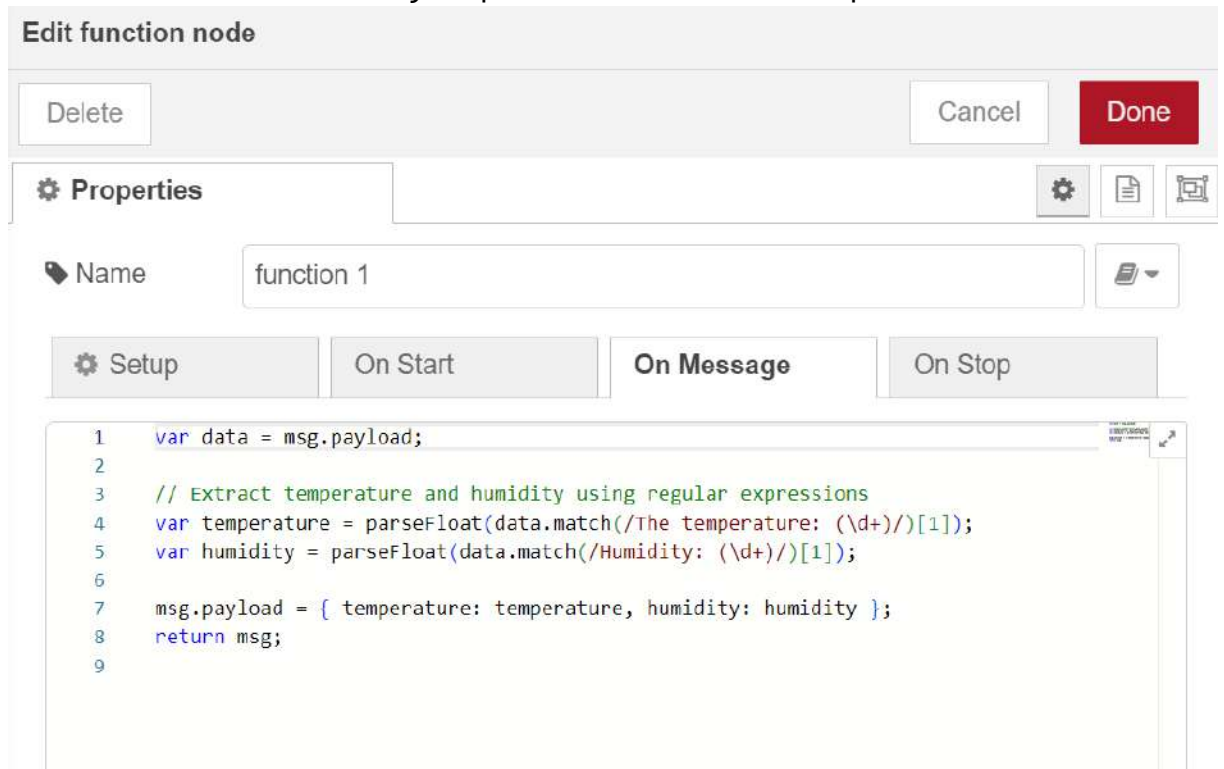 Edit function node
Delete
Cancel
Done
Properties
Name
function 1
Setup
On Start
On Message
On Stop
1 var data = msg.payload;
2
3 // Extract temperature and humidity using regular expressions
4 var temperature = parseFloat(data.match(/The temperature: (\d+)/)[1]);
5 var humidity = parseFloat(data.match(/Humidity: (\d+)/)[1]);
6
7 msg.payload = { temperature: temperature, humidity: humidity };
8 return msg;
9